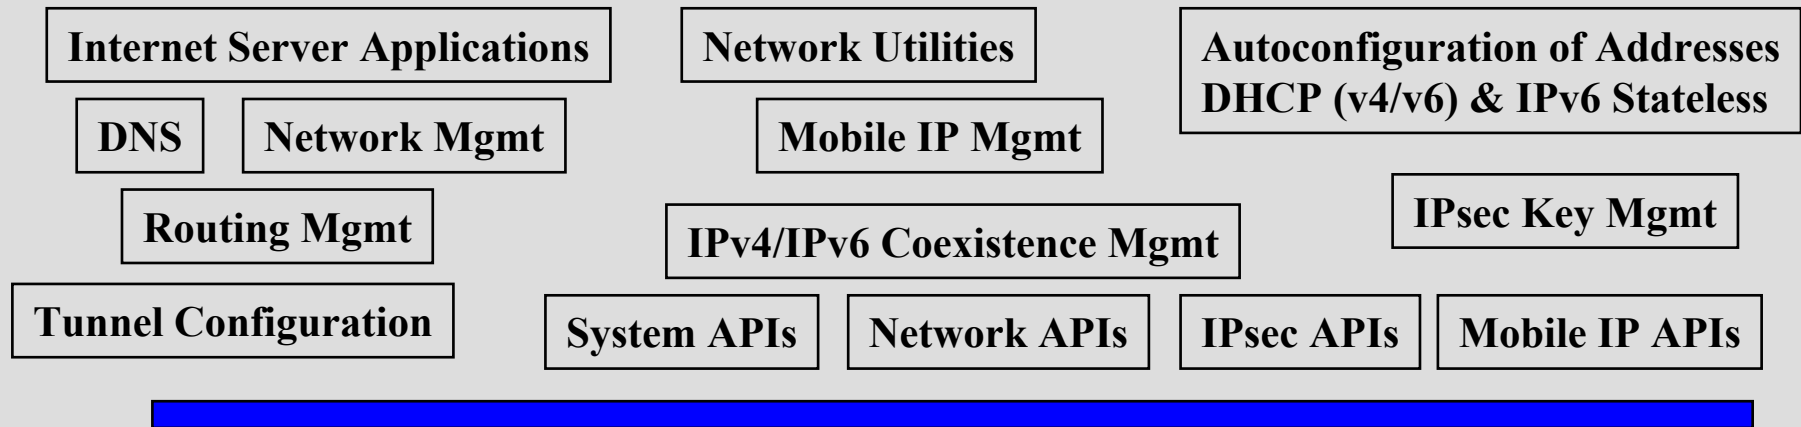 Internet Server Applications
Network Utilities
Autoconfiguration of Addresses
DHCP (v4/v6) & IPv6 Stateless
DNS
Network Mgmt
Mobile IP Mgmt
Routing Mgmt
IPv4/IPv6 Coexistence Mgmt
IPsec Key Mgmt
Tunnel Configuration
System APIs
Network APIs
IPsec APIs
Mobile IP APIs